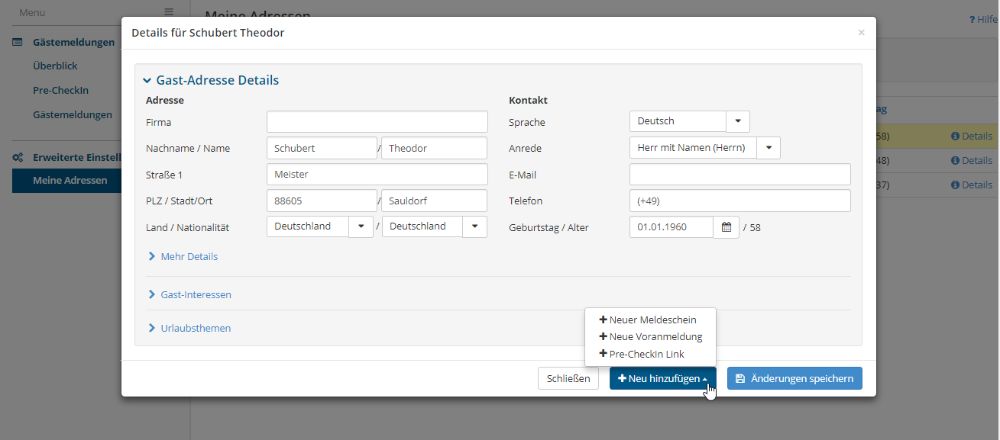 Menu
Meine Adressen
? Hilfe
Gästemeldungen
Überblick
Pre-CheckIn
Gästemeldungen
Erweiterte Einstell
Meine Adressen
Details für Schubert Theodor
×
Gast-Adresse Details
Adresse
Firma
Nachname / Name Schubert / Theodor
Straße 1 Meister
PLZ / Stadt/Ort 88605 / Sauldorf
Land / Nationalität Deutschland / Deutschland
Kontakt
Sprache Deutsch
Anrede Herr mit Namen (Herrn)
E-Mail
Telefon (+49)
Geburtstag / Alter 01.01.1960 / 58
Mehr Details
Gast-Interessen
Urlaubsthemen
Neuer Meldeschein
Neue Voranmeldung
Pre-CheckIn Link
Schließen
Neu hinzufügen
Änderungen speichern
ag
58) Details
48) Details
37) Details